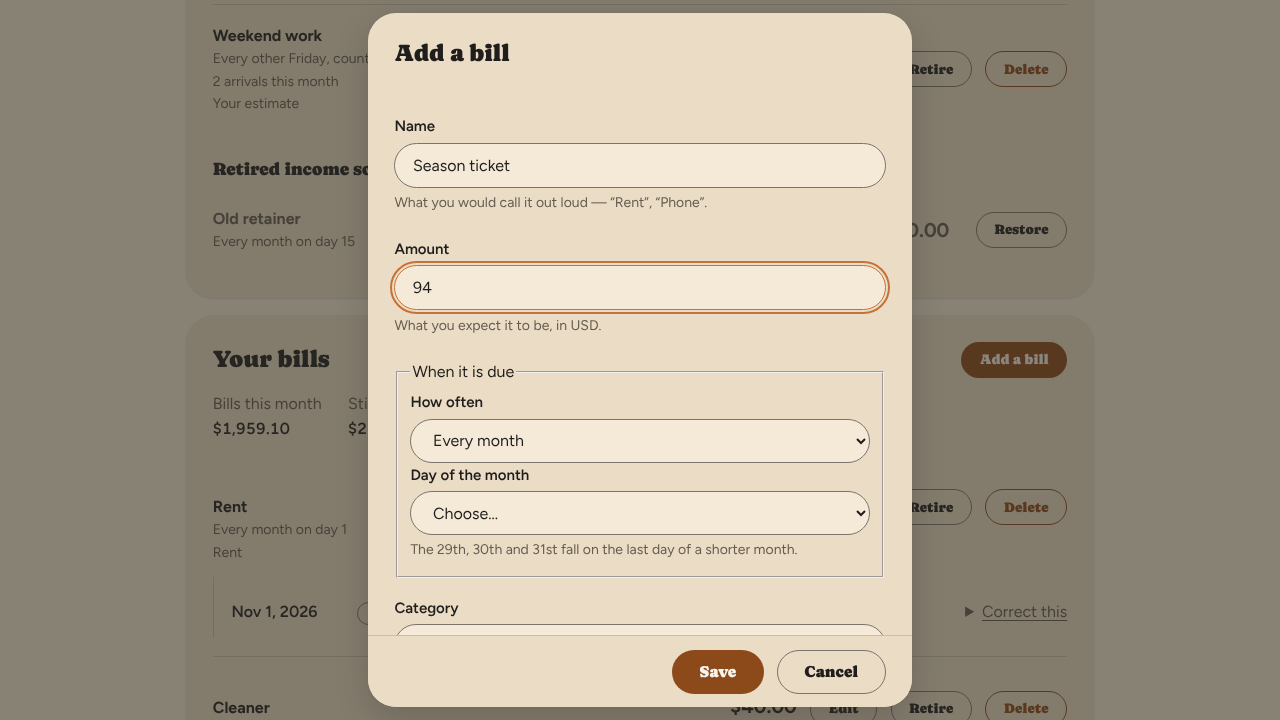 Weekend work
Every other Friday, count
2 arrivals this month
Your estimate
Retire
Delete
Retired income so
Old retainer
Every month on day 15
0.00
Restore
Your bills
Add a bill
Bills this month
$1,959.10
Sti
$2
Rent
Every month on day 1
Rent
Retire
Delete
Nov 1, 2026
Correct this
Cleaner
$40.00
Edit
Retire
Delete
Add a bill
Name
Season ticket
What you would call it out loud — “Rent”, “Phone”.
Amount
94
What you expect it to be, in USD.
When it is due
How often
Every month
Day of the month
Choose…
The 29th, 30th and 31st fall on the last day of a shorter month.
Category
Save
Cancel